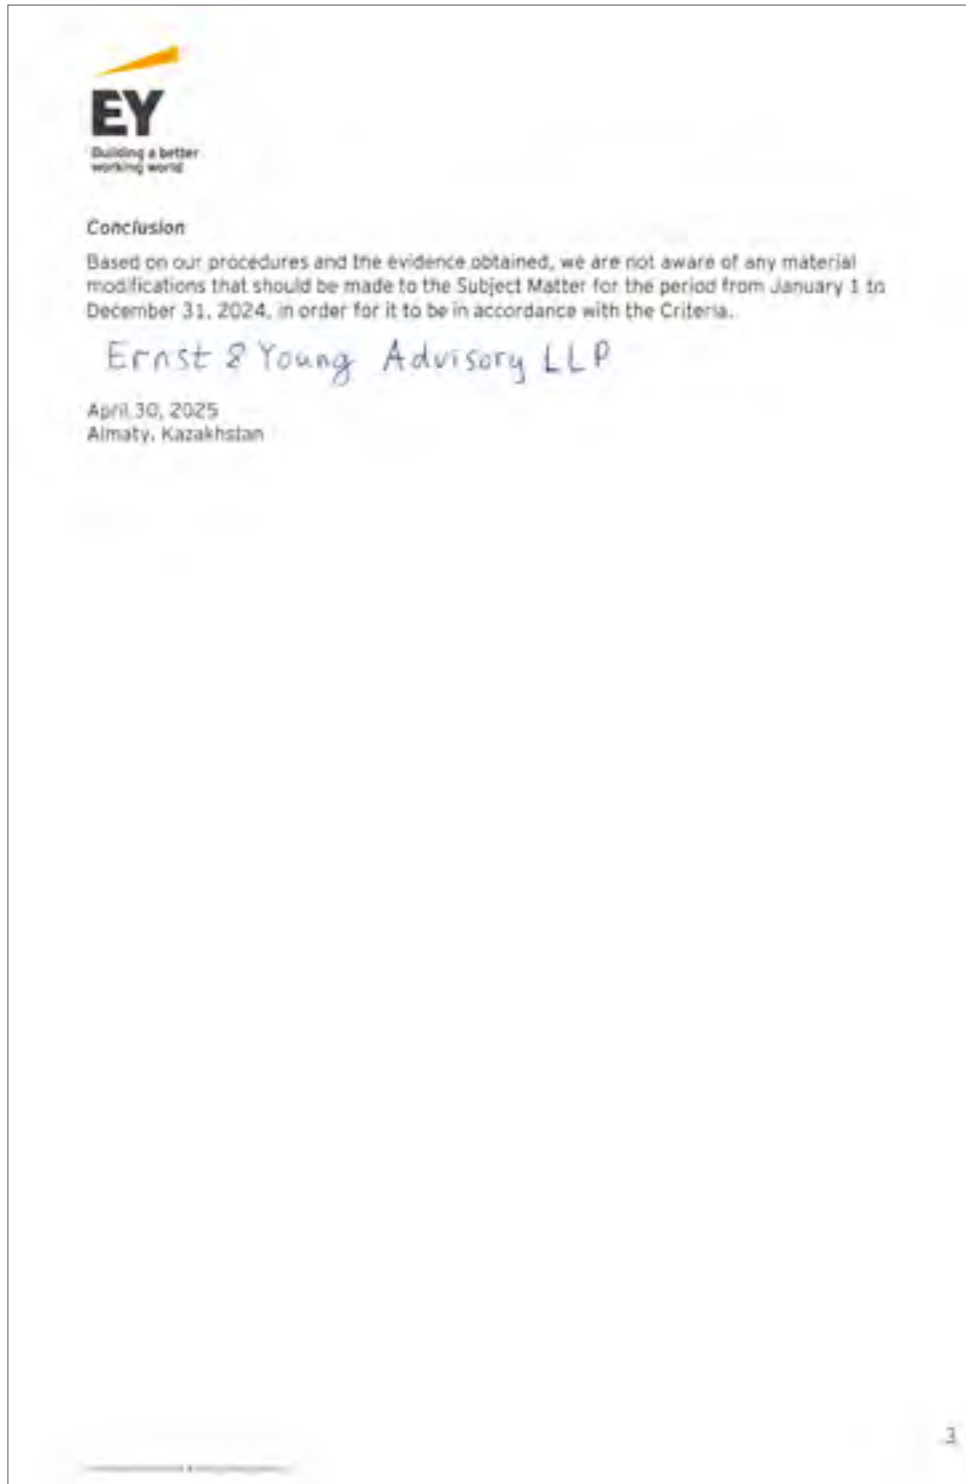 EY
Building a better
working world
Conclusion
Based on our procedures and the evidence obtained, we are not aware of any material
modifications that should be made to the Subject Matter for the period from January 1 to
December 31, 2024, in order for it to be in accordance with the Criteria.
Ernst & Young Advisory LLP
April 30, 2025
Almaty, Kazakhstan
3